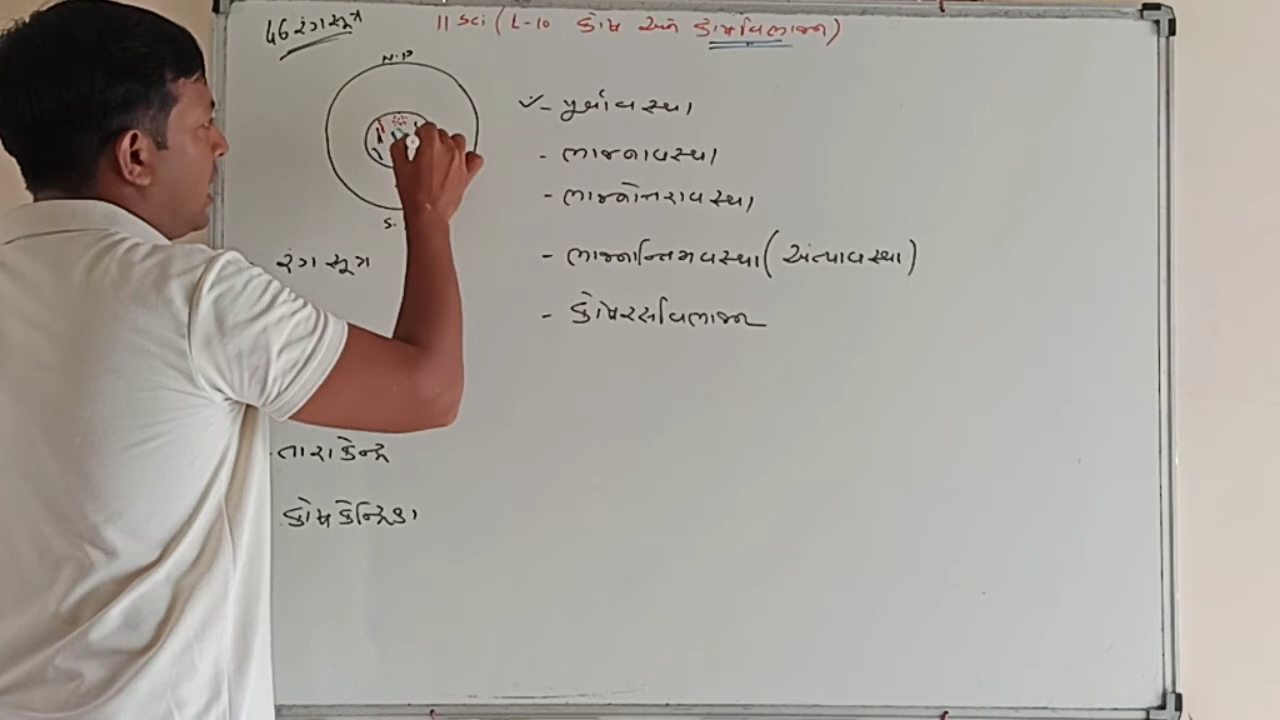 46 રંગસૂત્ર
11 Sci ( L-10 કોષ અને કોષવિભાજન )
N.P
S.
✓- પૂર્વાવસ્થા
- ભાજનાવસ્થા
- ભાજનોત્તરાવસ્થા
- ભાજનાન્તિમવસ્થા ( અંત્યાવસ્થા )
- કોષરસવિભાજન
રંગસૂત્ર
તારાકેન્દ્ર
કોષકેન્દ્રિકા